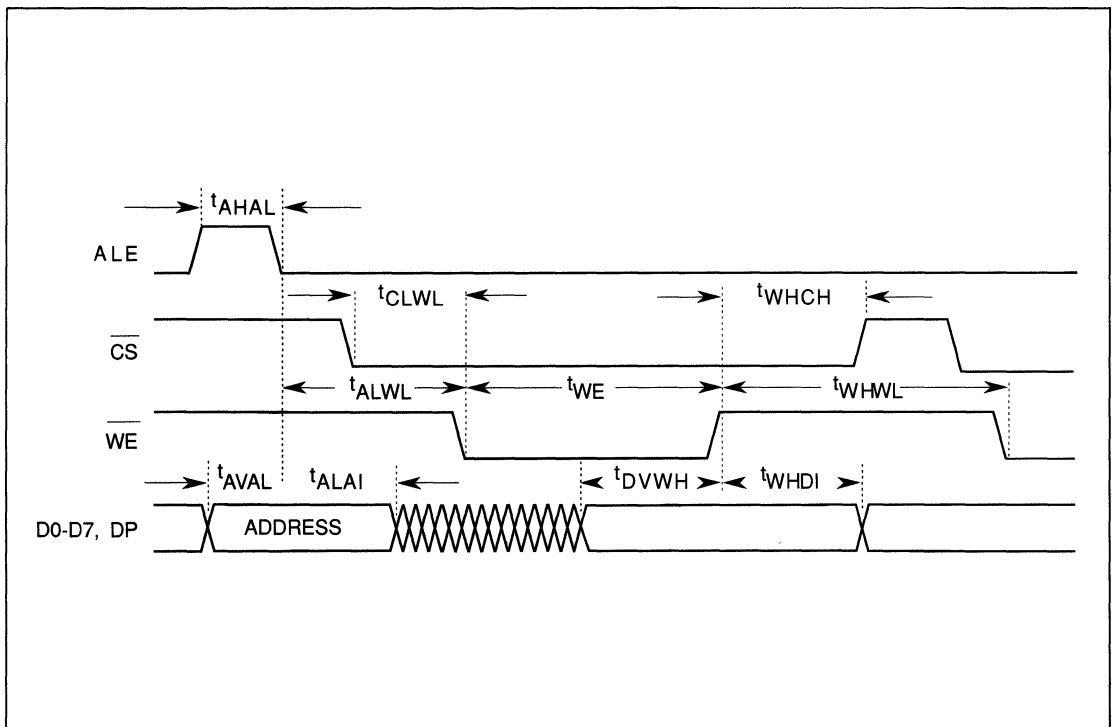 tAHAL
ALE
tCLWL tWHCH
CS
tALWL tWE tWHWL
WE
tAVAL tALAI tDVWH tWHDI
D0-D7, DP ADDRESS